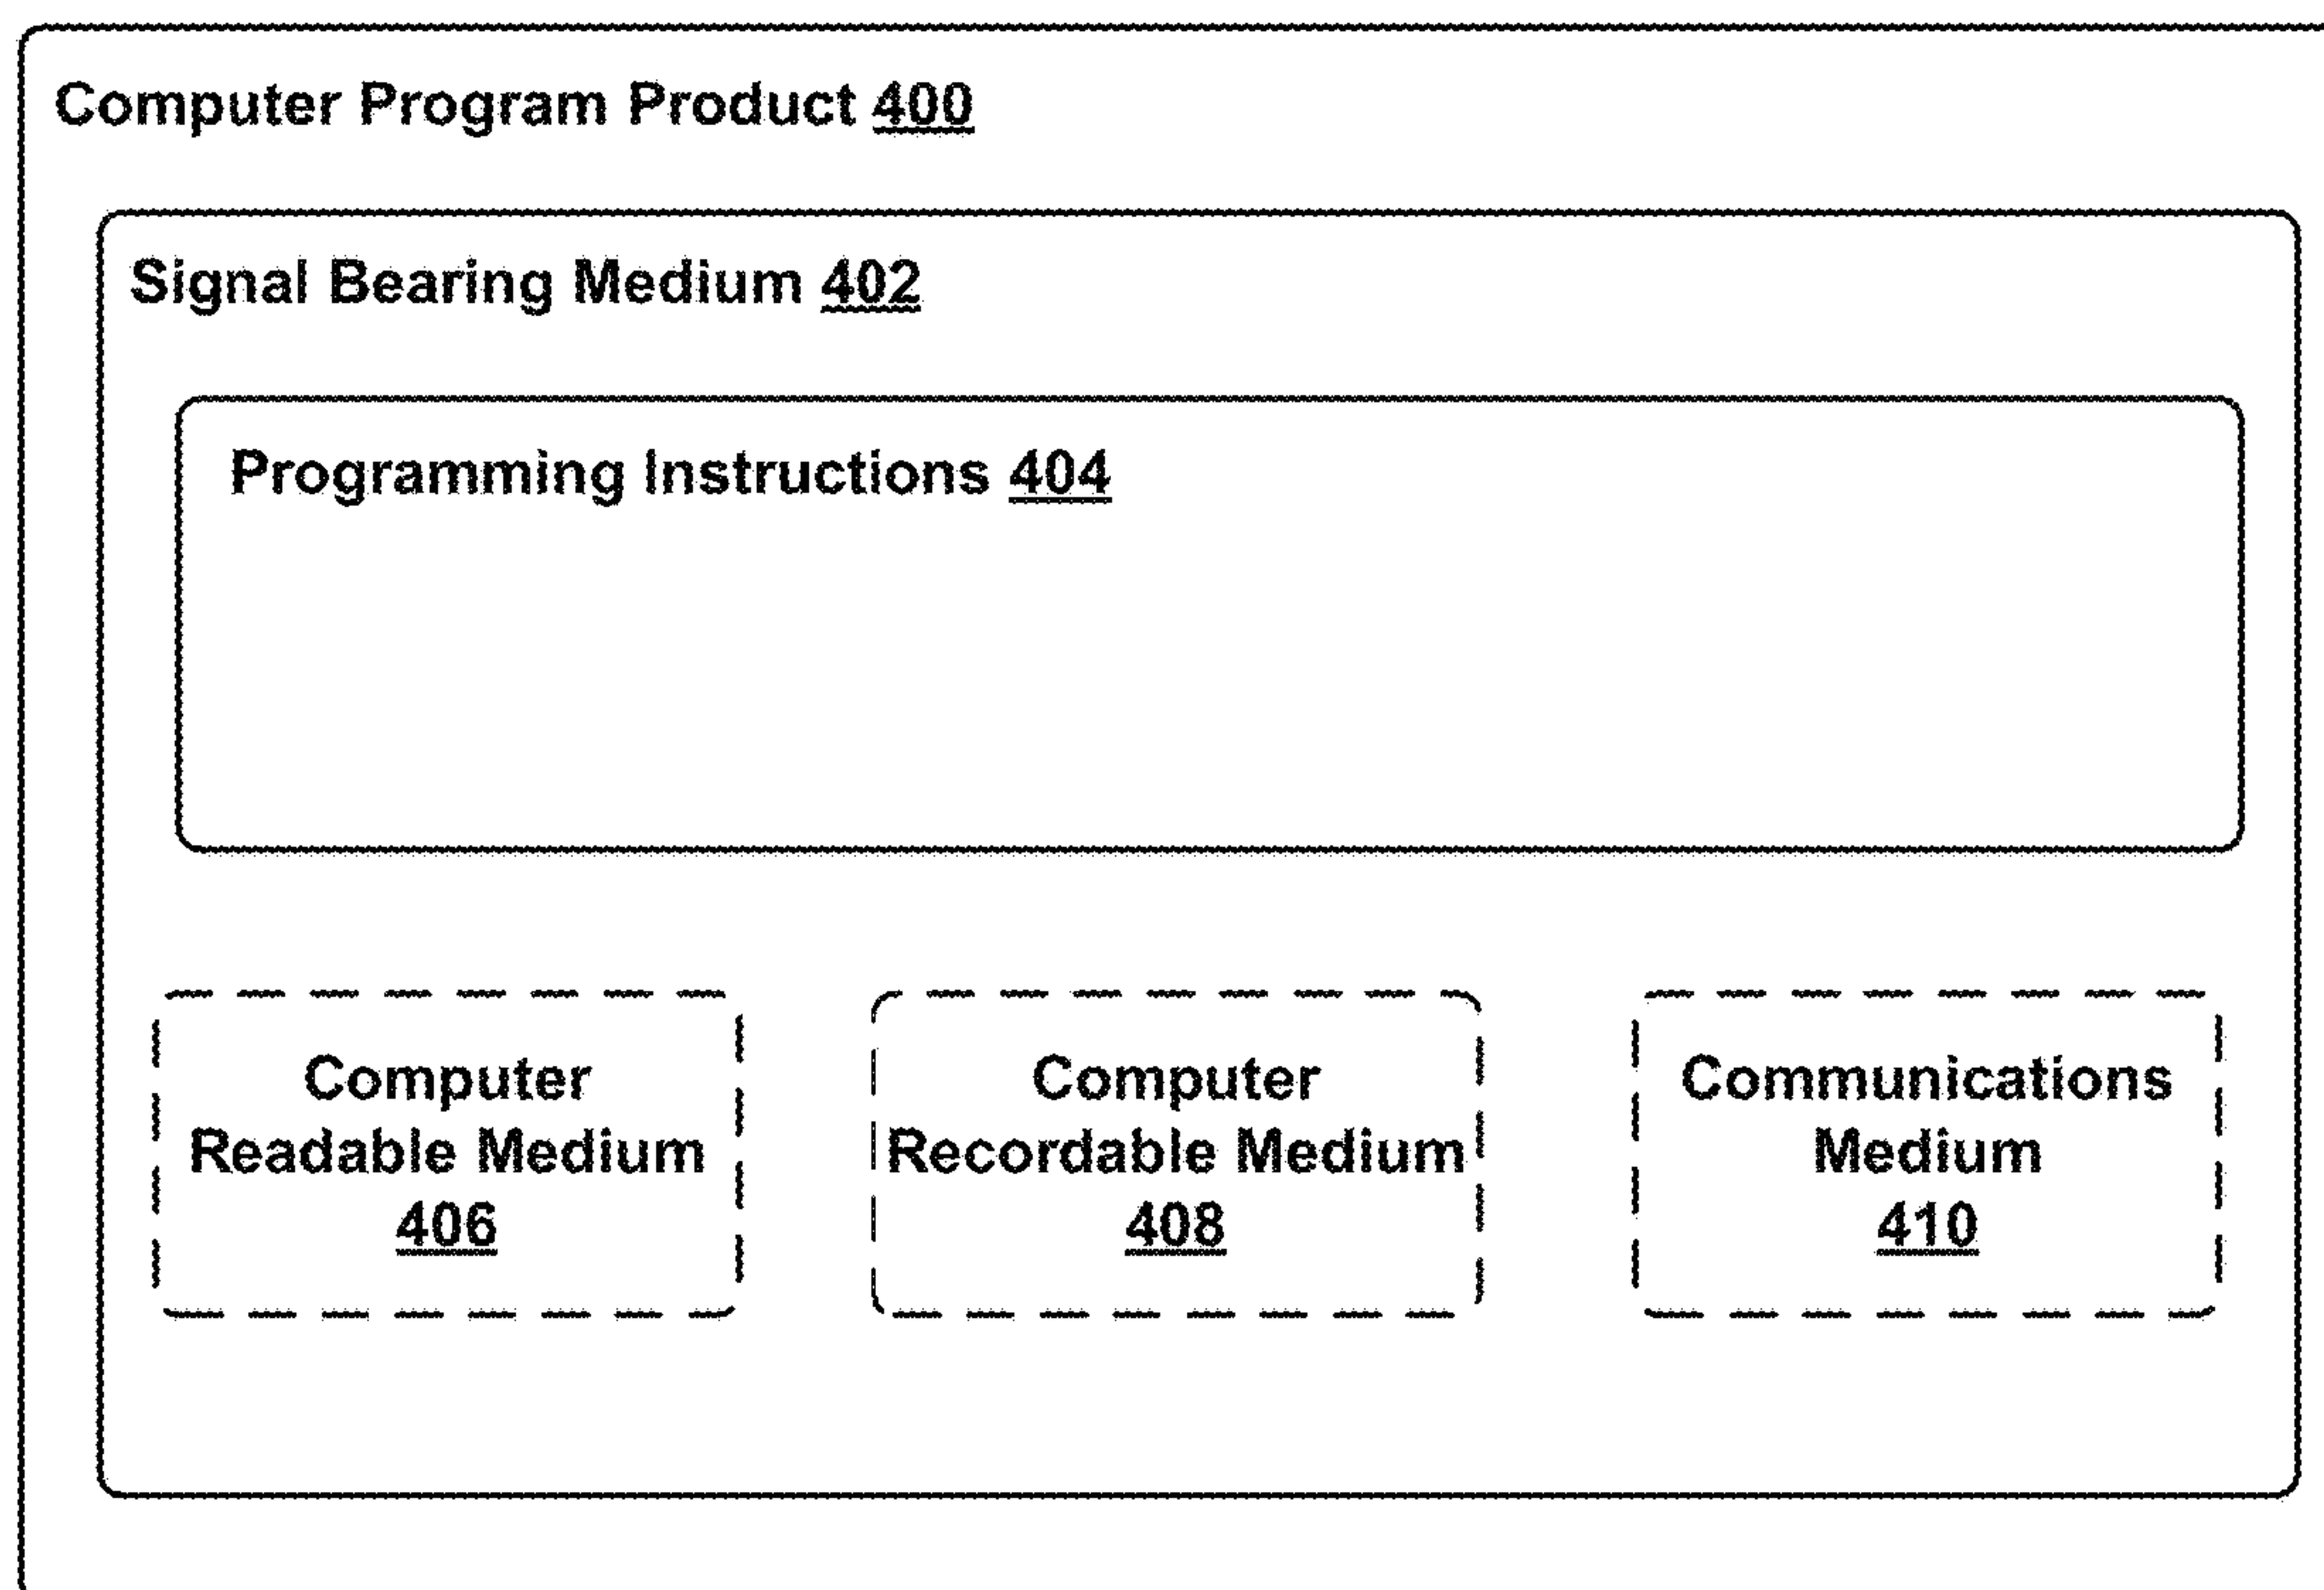 Computer Program Product 400
Signal Bearing Medium 402
Programming Instructions 404
Computer
Readable Medium
406
Computer
Recordable Medium
408
Communications
Medium
410